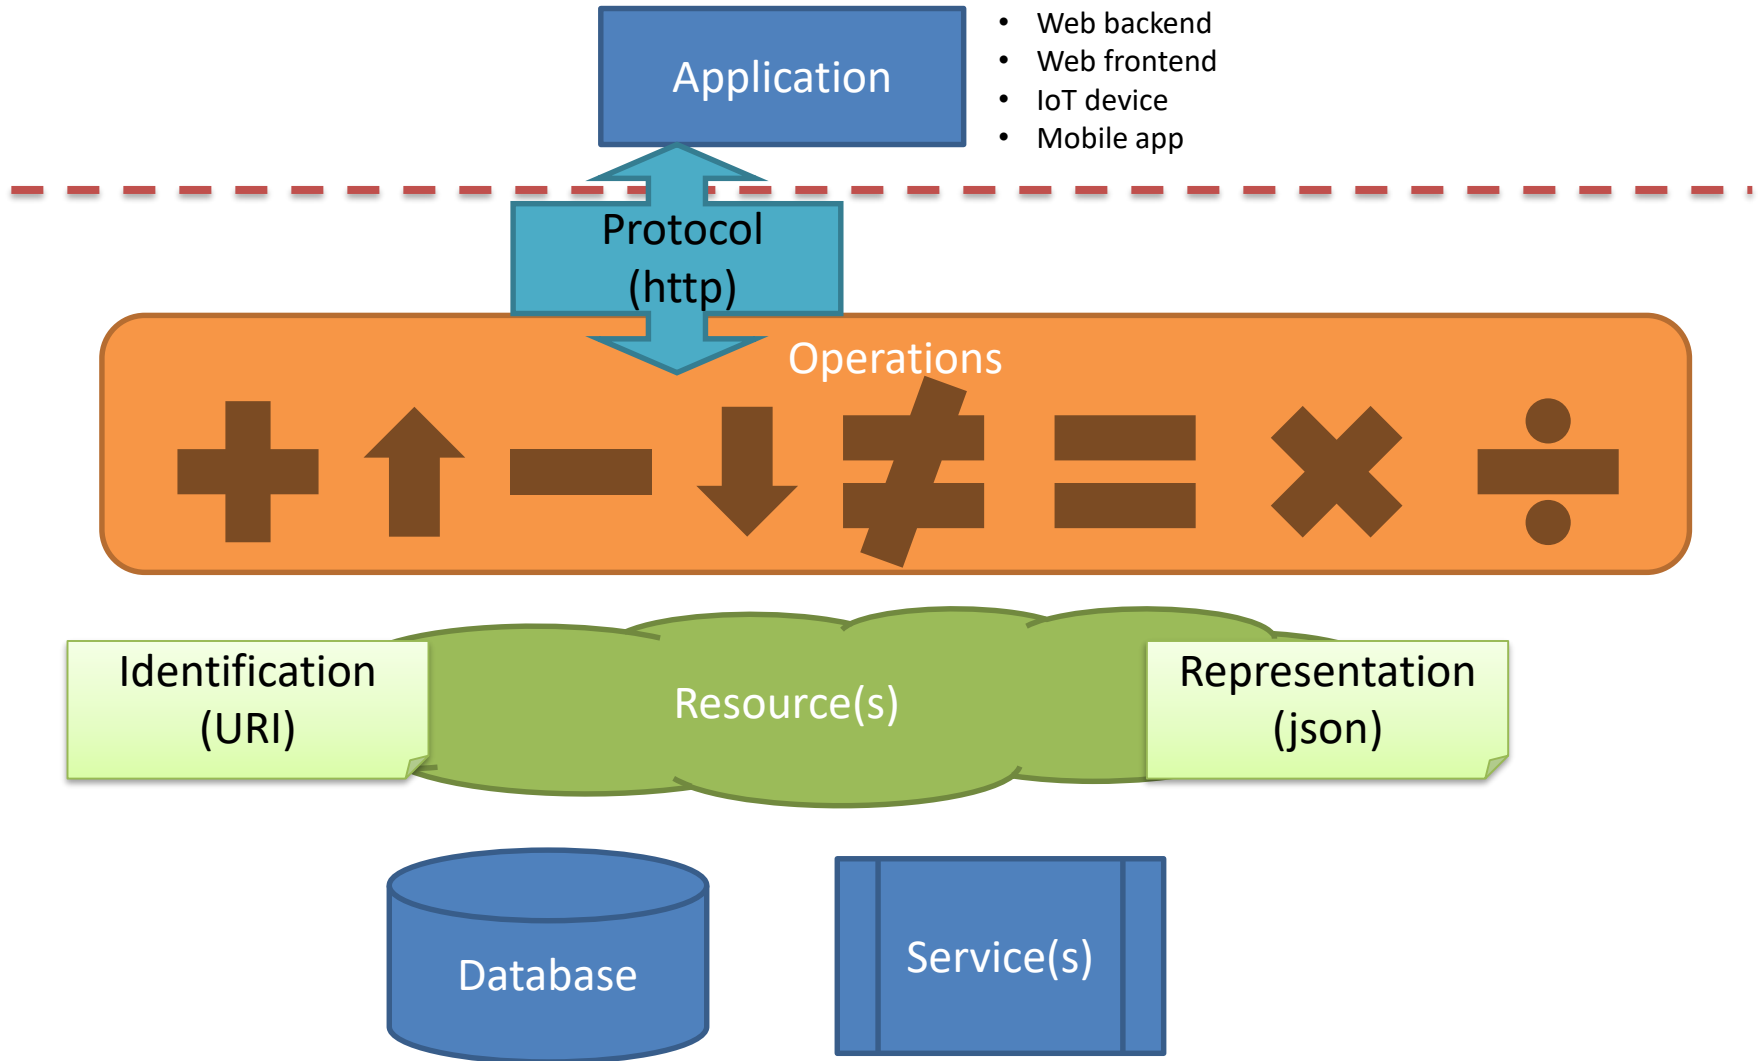 Application
• Web backend
• Web frontend
• IoT device
• Mobile app
Protocol
(http)
Operations
Identification
(URI)
Resource(s)
Representation
(json)
Database
Service(s)